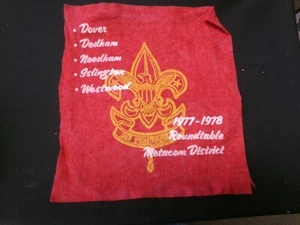 • Dover
• Dedham
• Needham
• Islington
• Westwood
1977-1978
Roundtable
Metacom District